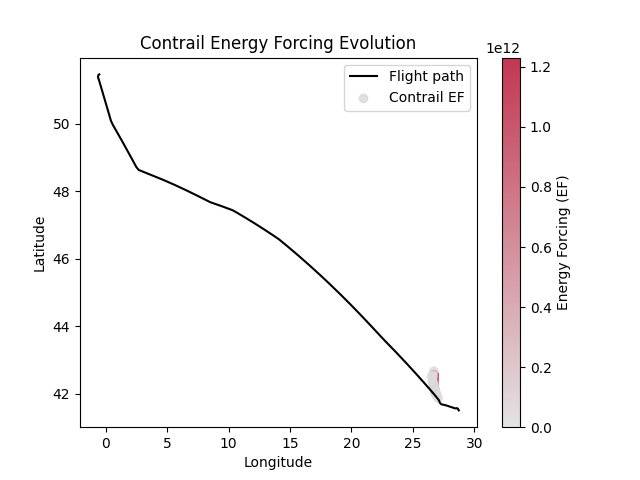 Contrail Energy Forcing Evolution
1e12
Flight path
Contrail EF
1.2
1.0
0.8
0.6
0.4
0.2
0.0
Energy Forcing (EF)
50
48
46
44
42
Latitude
0 5 10 15 20 25 30
Longitude